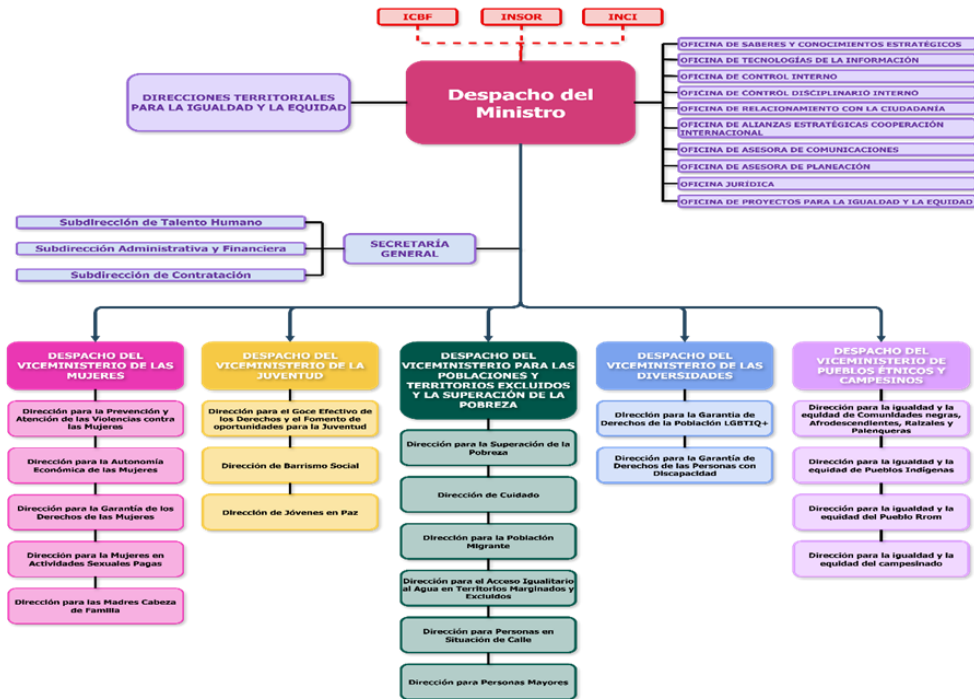 ICBF
INSOR
INCI
DIRECCIONES TERRITORIALES
PARA LA IGUALDAD Y LA EQUIDAD
Despacho del
Ministro
OFICINA DE SABERES Y CONOCIMIENTOS ESTRATÉGICOS
OFICINA DE TECNOLOGÍAS DE LA INFORMACIÓN
OFICINA DE CONTROL INTERNO
OFICINA DE CONTROL DISCIPLINARIO INTERNO
OFICINA DE RELACIONAMIENTO CON LA CIUDADANÍA
OFICINA DE ALIANZAS ESTRATÉGICAS COOPERACIÓN
INTERNACIONAL
OFICINA DE ASESORA DE COMUNICACIONES
OFICINA DE ASESORA DE PLANEACIÓN
OFICINA JURÍDICA
OFICINA DE PROYECTOS PARA LA IGUALDAD Y LA EQUIDAD
Subdirección de Talento Humano
Subdirección Administrativa y Financiera
Subdirección de Contratación
SECRETARÍA
GENERAL
DESPACHO DEL
VICEMINISTERIO DE LAS
MUJERES
Dirección para la Prevención y
Atención de las Violencias contra
las Mujeres
Dirección para la Autonomía
Económica de las Mujeres
Dirección para la Garantía de los
Derechos de las Mujeres
Dirección para la Mujeres en
Actividades Sexuales Pagas
Dirección para las Madres Cabeza
de Familia
DESPACHO DEL
VICEMINISTERIO DE LA
JUVENTUD
Dirección para el Goce Efectivo de
los Derechos y el Fomento de
oportunidades para la Juventud
Dirección de Barrismo Social
Dirección de Jóvenes en Paz
DESPACHO DEL
VICEMINISTERIO PARA LAS
POBLACIONES Y
TERRITORIOS EXCLUIDOS
Y LA SUPERACIÓN DE LA
POBREZA
Dirección para la Superación de la
Pobreza
Dirección de Cuidado
Dirección para la Población
Migrante
Dirección para el Acceso Igualitario
al Agua en Territorios Marginados y
Excluidos
Dirección para Personas en
Situación de Calle
Dirección para Personas Mayores
DESPACHO DEL
VICEMINISTERIO DE LAS
DIVERSIDADES
Dirección para la Garantía de
Derechos de la Población LGBTIQ+
Dirección para la Garantía de
Derechos de las Personas con
Discapacidad
DESPACHO DEL
VICEMINISTERIO DE
PUEBLOS ÉTNICOS Y
CAMPESINOS
Dirección para la igualdad y la
equidad de Comunidades negras,
Afrodescendientes, Raizales y
Palenqueras
Dirección para la igualdad y la
equidad de Pueblos Indígenas
Dirección para la igualdad y la
equidad del Pueblo Rrom
Dirección para la igualdad y la
equidad del campesinado